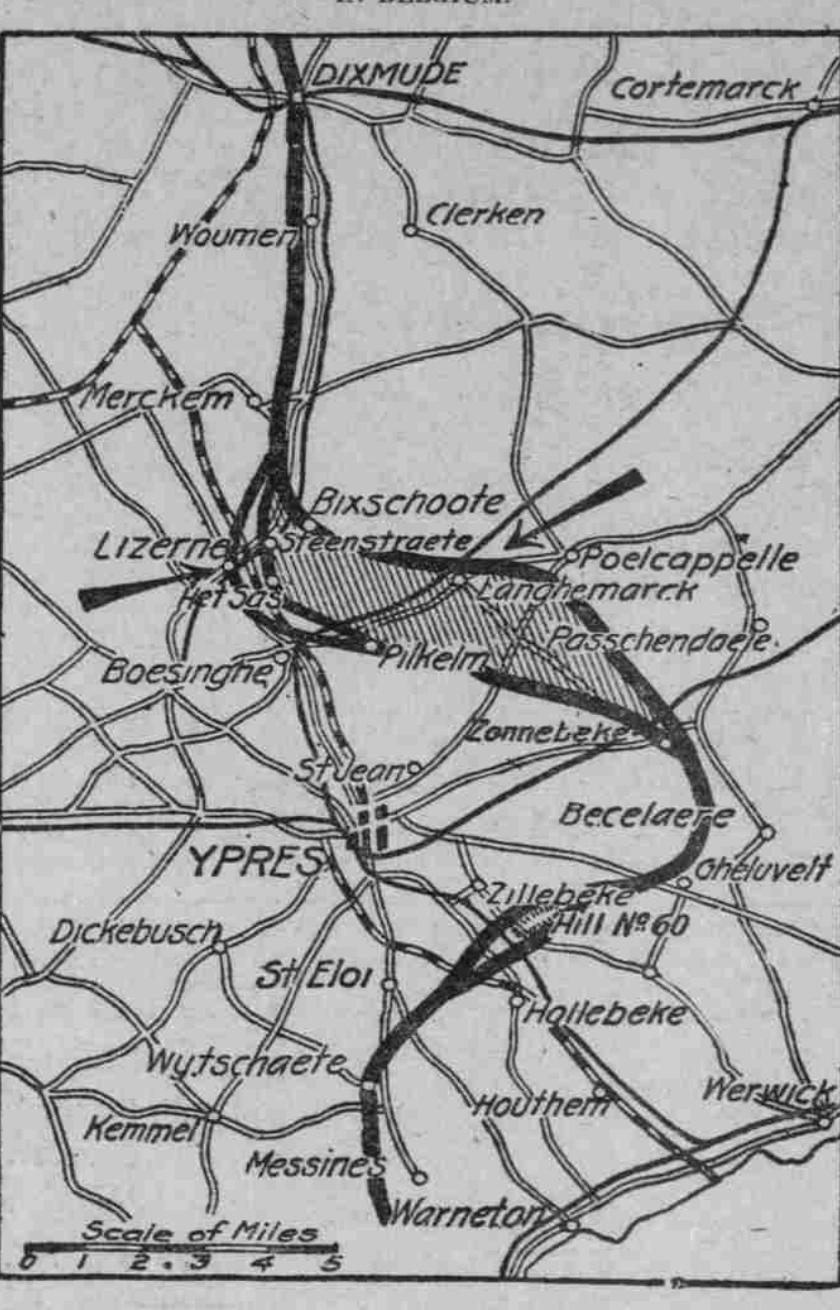 IN BELGIUM.
DIXMUDE
Cortemarck
Clerken
Woumen
Merckem
Bixschoote
Lizerne
Steenstraete
Poelcappelle
Het Sas
Langhemarck
Passchendaele.
Pilkelm
Boesinghe
Zonnebeke
St Jean
Becelaere
YPRES
Gheluvelt
Zillebeke
Hill No 60
Dickebusch
St Eloi
Hollebeke
Wytschaete
Werwick
Houthem
Kemmel
Messines
Warneton
Scale of Miles
0 1 2 3 4 5